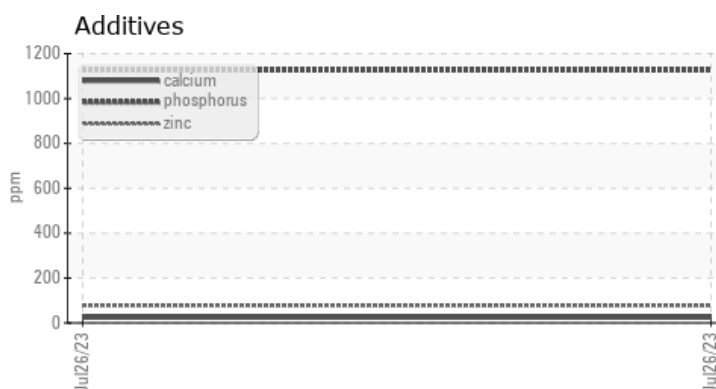 Additives
1200
1000
800
600
400
200
0
ppm
calcium
phosphorus
zinc
Jul26/23
Jul26/23